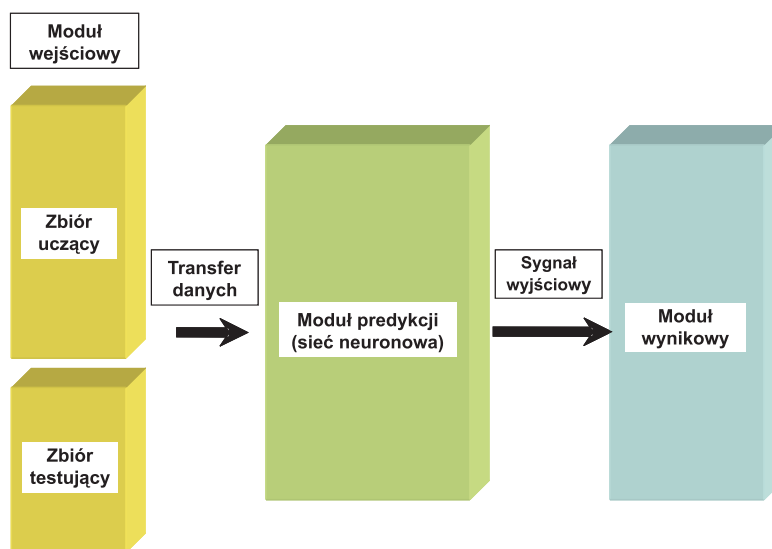 Moduł
wejściowy
Zbiór
uczący
Transfer
danych
Moduł predykcji
(sieć neuronowa)
Sygnał
wyjściowy
Moduł
wynikowy
Zbiór
testujący